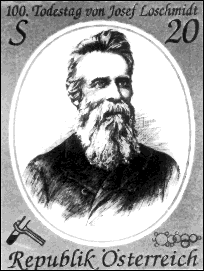 100. Todestag von Josef Loschmidt
S 20
Republik Österreich